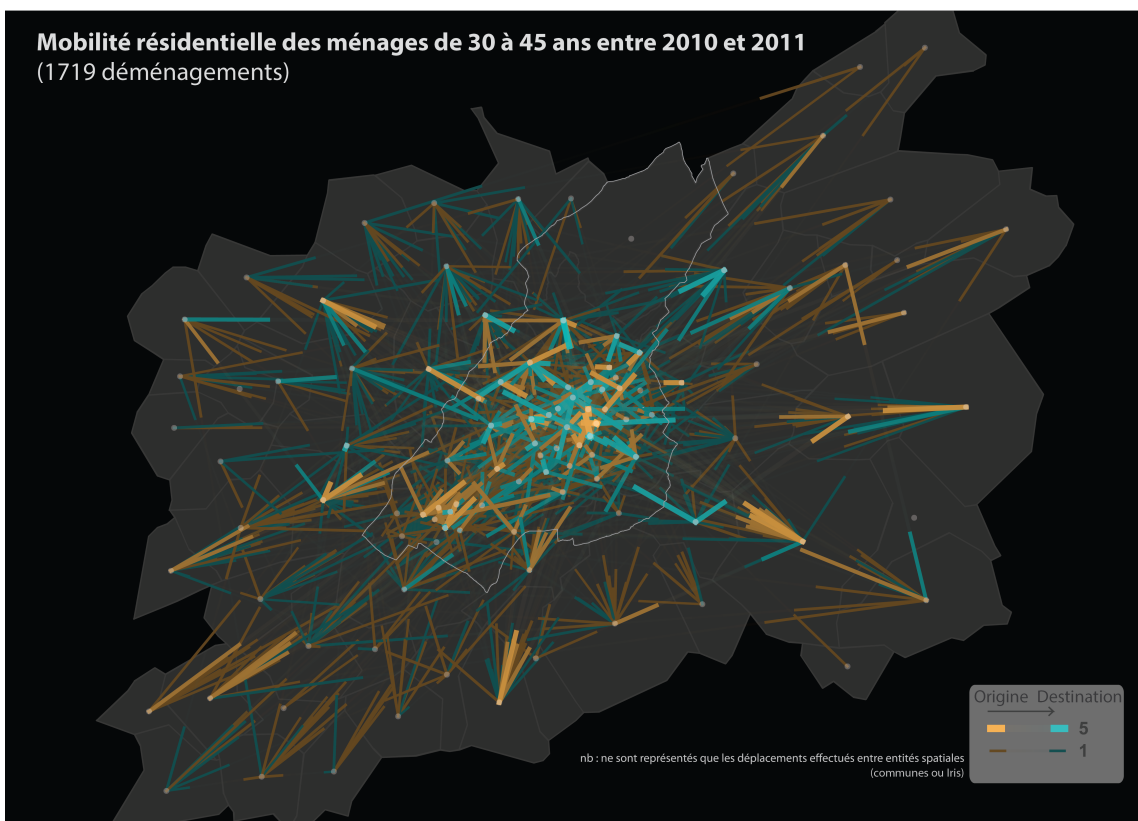 Mobilité résidentielle des ménages de 30 à 45 ans entre 2010 et 2011
(1719 déménagements)
Origine Destination
5
1
nb : ne sont représentés que les déplacements effectués entre entités spatiales
(communes ou Iris)